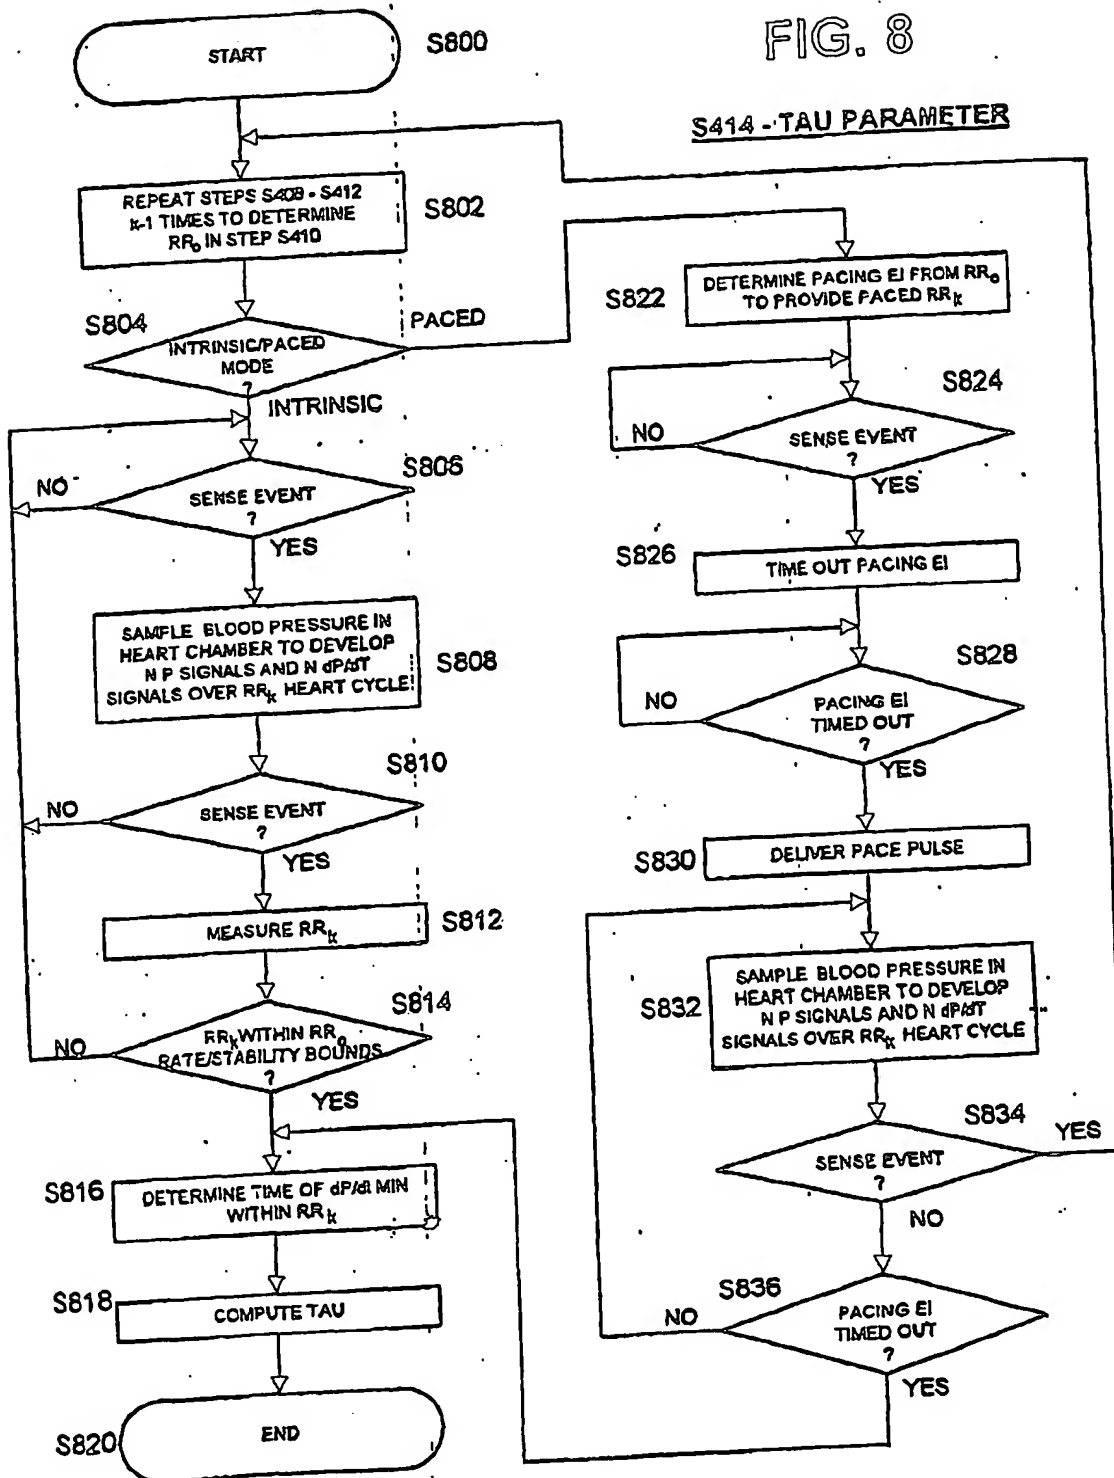 FIG. 8
S414 - TAU PARAMETER
START
S800
REPEAT STEPS S408 - S412
k-1 TIMES TO DETERMINE
RRo IN STEP S410
S802
S804
INTRINSIC/PACED
MODE
?
PACED
INTRINSIC
S806
SENSE EVENT
?
NO
YES
SAMPLE BLOOD PRESSURE IN
HEART CHAMBER TO DEVELOP
N P SIGNALS AND N dP/dT
SIGNALS OVER RRk HEART CYCLE
S808
S810
SENSE EVENT
?
NO
YES
MEASURE RRk
S812
S814
RRk WITHIN RRo
RATE/STABILITY BOUNDS
?
NO
YES
S816
DETERMINE TIME OF dP/dt MIN
WITHIN RRk
S818
COMPUTE TAU
S820
END
S822
DETERMINE PACING EI FROM RRo
TO PROVIDE PACED RRk
S824
SENSE EVENT
?
NO
YES
S826
TIME OUT PACING EI
S828
PACING EI
TIMED OUT
?
NO
YES
S830
DELIVER PACE PULSE
S832
SAMPLE BLOOD PRESSURE IN
HEART CHAMBER TO DEVELOP
N P SIGNALS AND N dP/dT
SIGNALS OVER RRk HEART CYCLE
S834
SENSE EVENT
?
YES
NO
S836
PACING EI
TIMED OUT
?
NO
YES